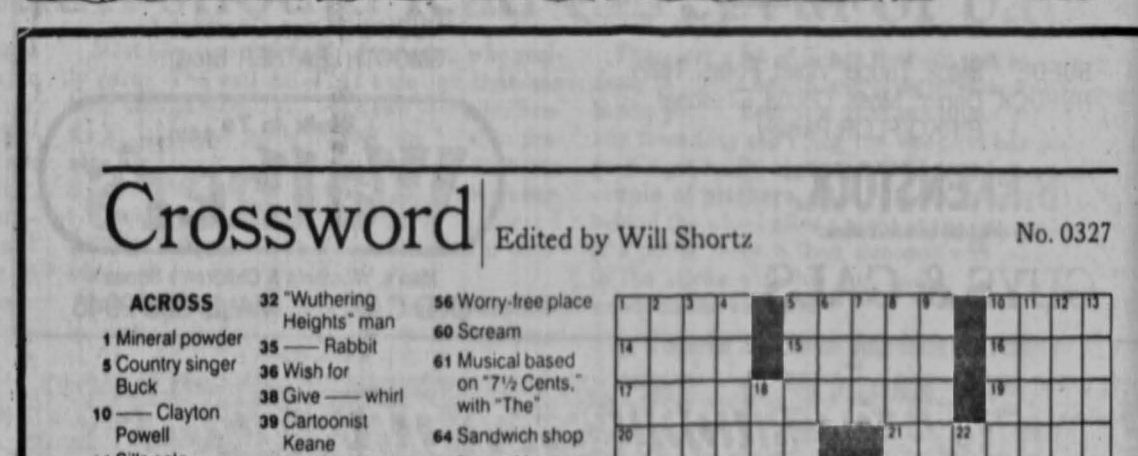 Crossword
Edited by Will Shortz
No. 0327
ACROSS
1 Mineral powder
5 Country singer
Buck
10 —— Clayton
Powell
32 "Wuthering
Heights" man
35 —— Rabbit
36 Wish for
38 Give —— whirl
39 Cartoonist
Keane
56 Worry-free place
60 Scream
61 Musical based
on "7½ Cents,"
with "The"
64 Sandwich shop
1 2 3 4 5 6 7 8 9 10 11 12 13
14 15 16
17 18 19
20 21 22